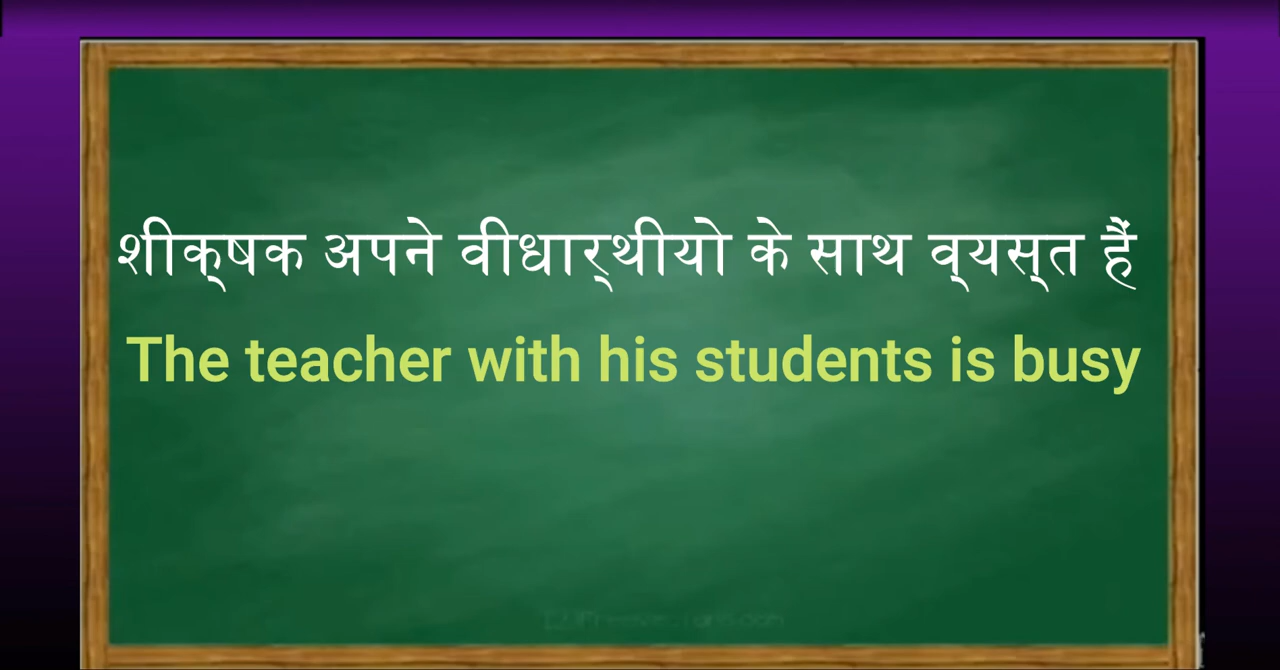 शीक्षक अपने वीधार्थीयो के साथ व्यस्त हैं
The teacher with his students is busy